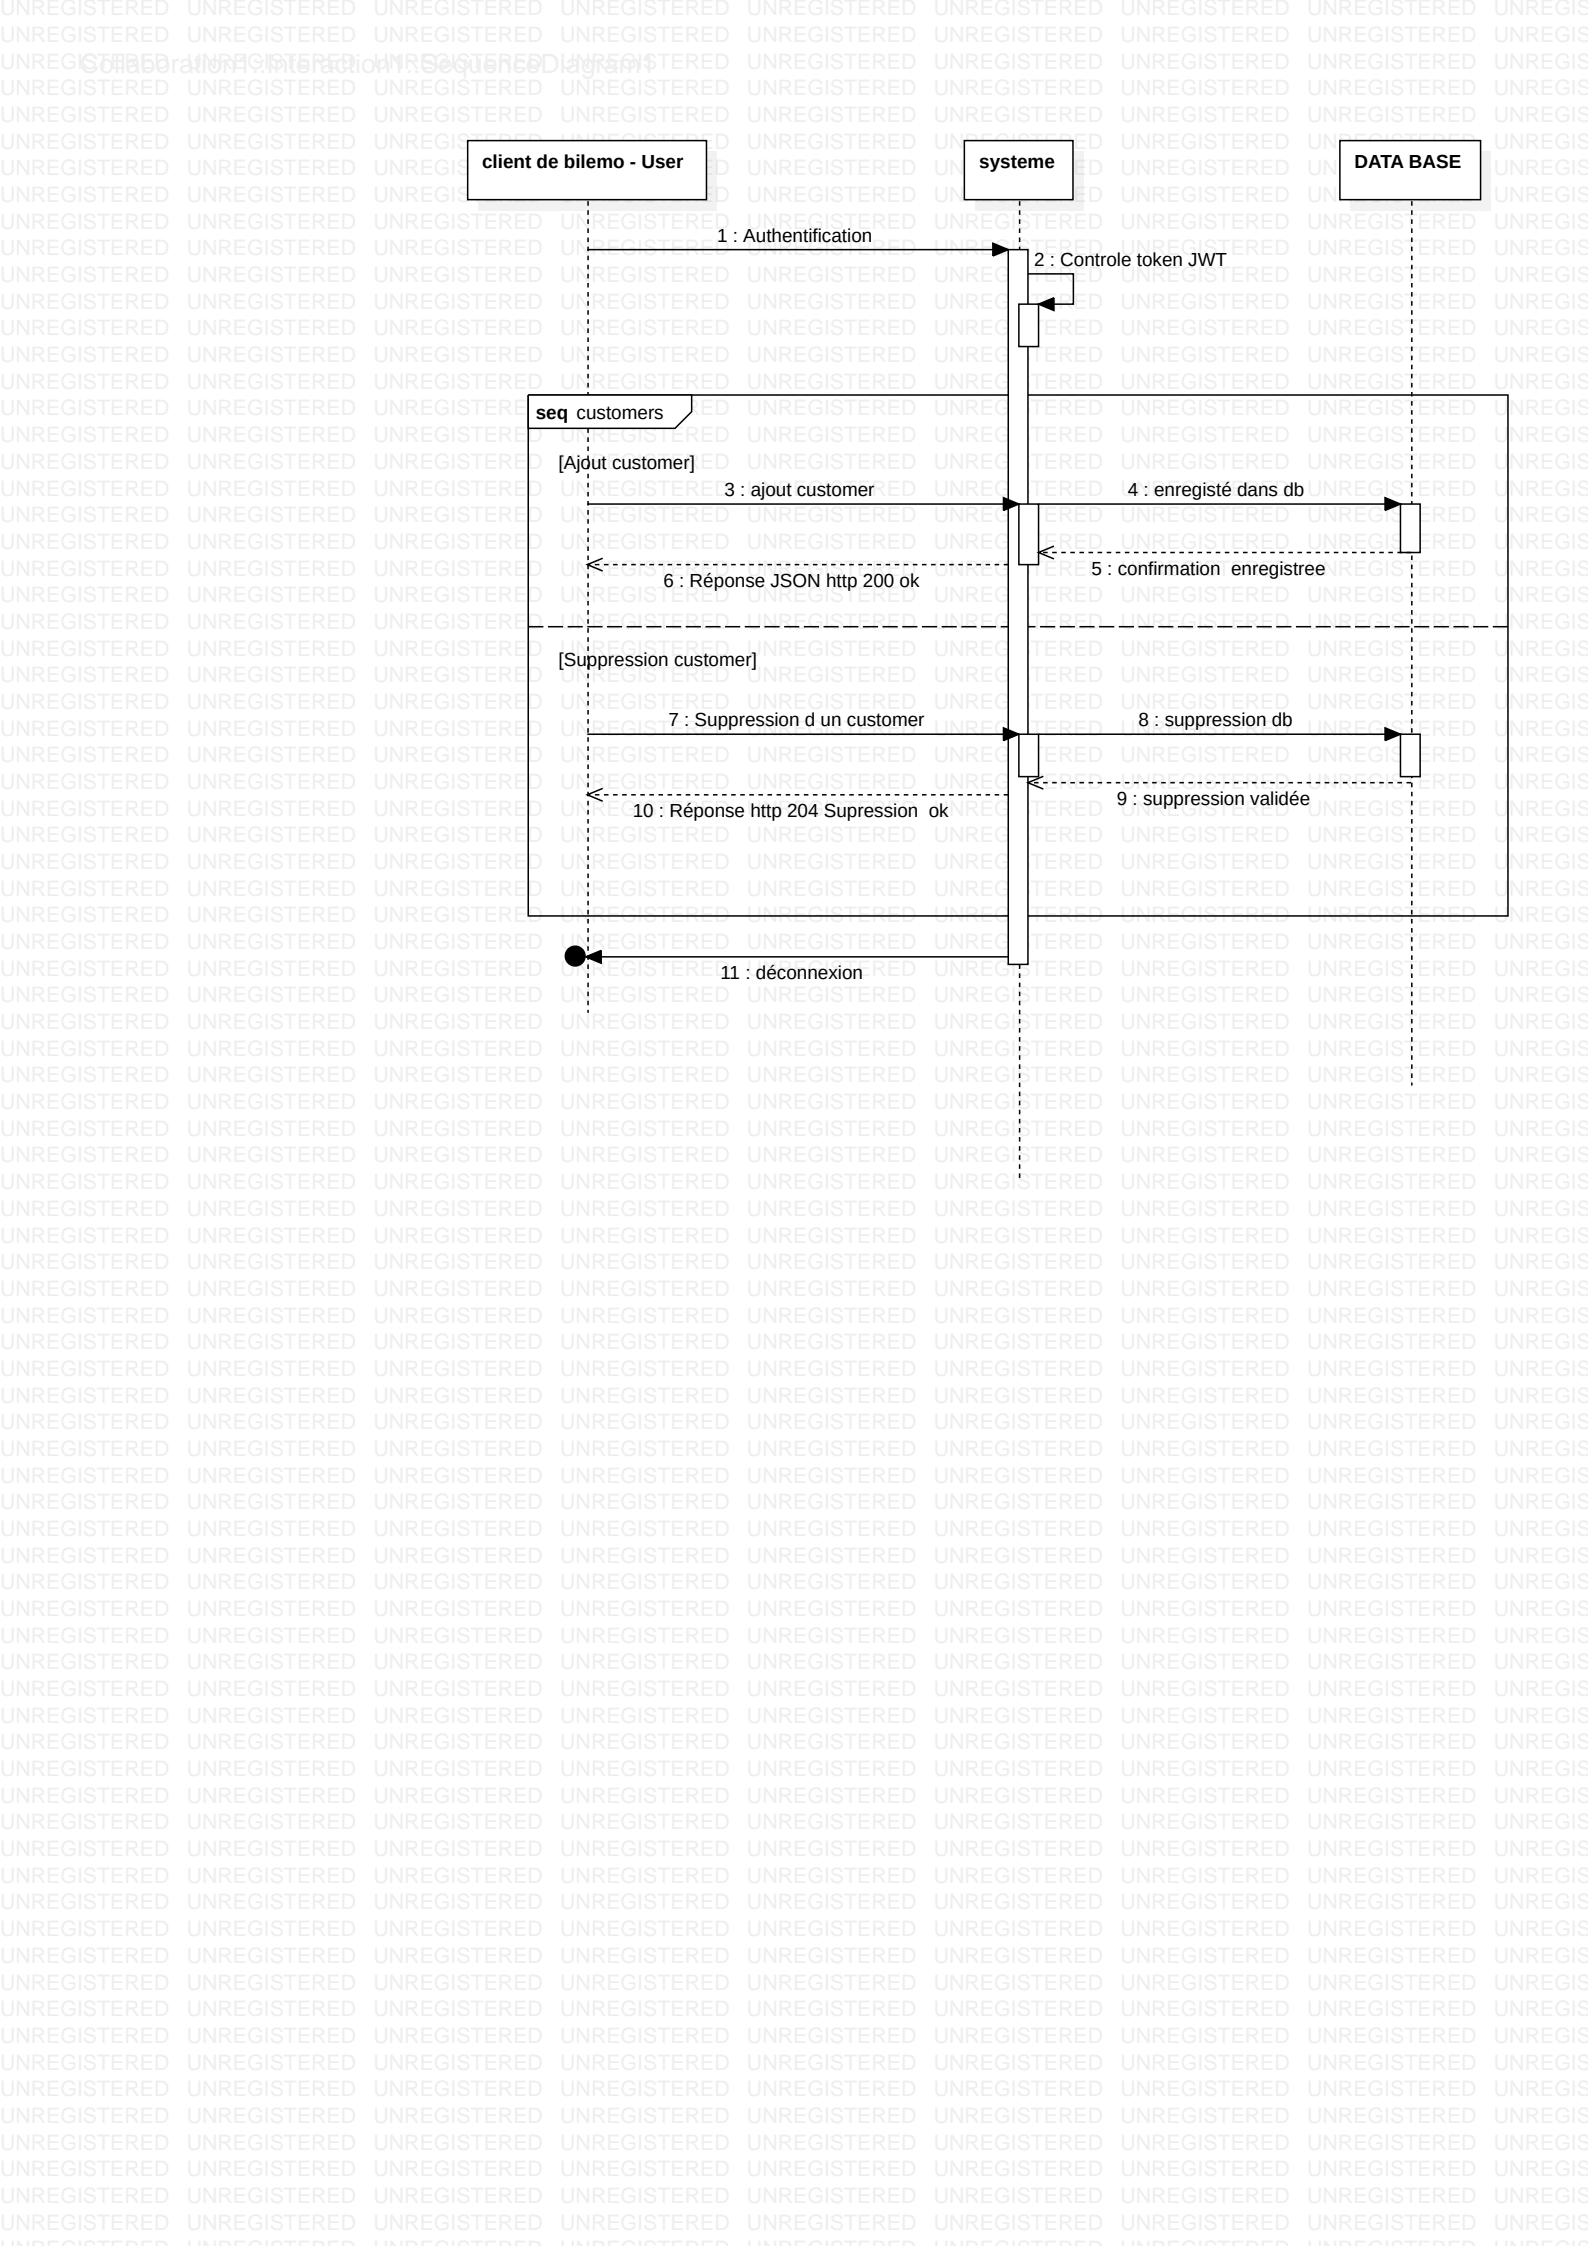 Collaboration1::Interaction1::SequenceDiagram1
client de bilemo - User
systeme
DATA BASE
1 : Authentification
2 : Controle token JWT
seq customers
[Ajout customer]
3 : ajout customer
4 : enregisté dans db
5 : confirmation  enregistree
6 : Réponse JSON http 200 ok
[Suppression customer]
7 : Suppression d un customer
8 : suppression db
9 : suppression validée
10 : Réponse http 204 Supression  ok
11 : déconnexion
UNREGISTERED